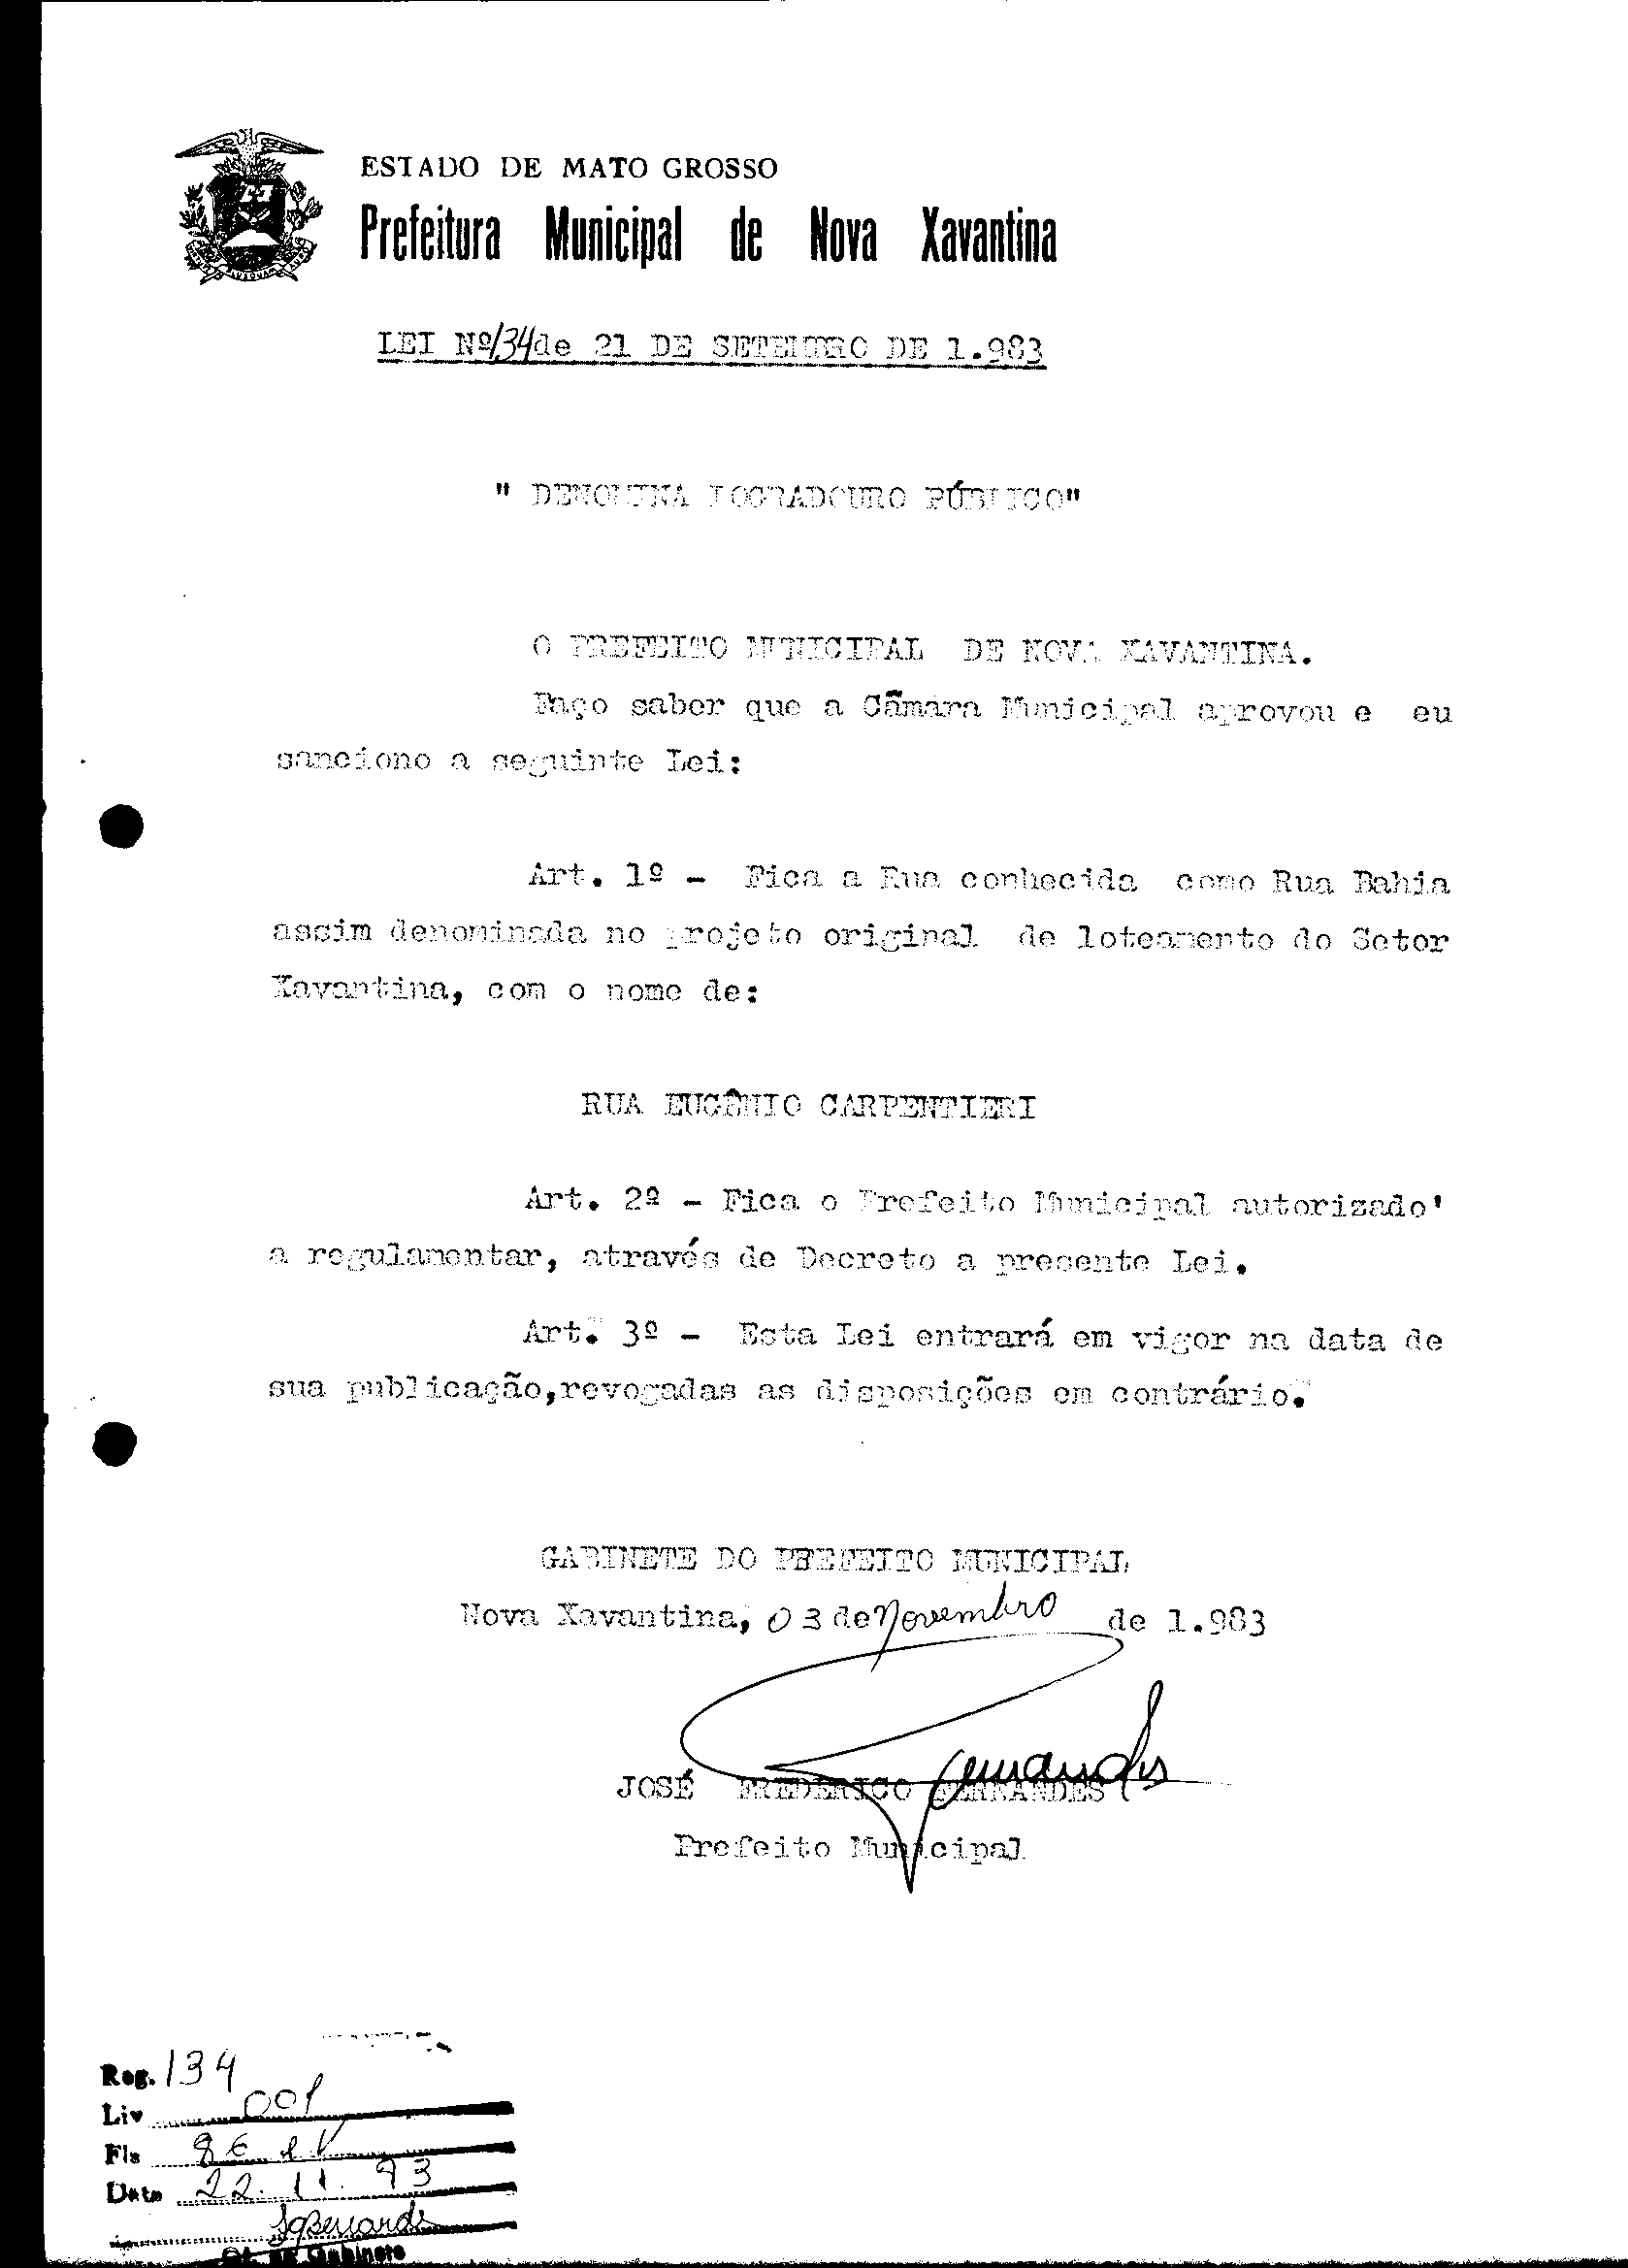 ESTADO DE MATO GROSSO
Prefeitura Municipal de Nova Xavantina
LEI Nº 134 de 21 DE SETEMBRO DE 1.983
" DENOMINA LOGRADOURO PÚBLICO"
O PREFEITO MUNICIPAL DE NOVA XAVANTINA.
Faço saber que a Cãmara Municipal aprovou e eu
sanciono a seguinte Lei:
Art. 1º - Fica a Rua conhecida como Rua Bahia
assim denominada no projeto original de loteamento do Setor
Xavantina, com o nome de:
RUA EUGÊNIO CARPENTIERI
Art. 2º - Fica o Prefeito Municipal autorizado'
a regulamentar, através de Decreto a presente Lei.
Art. 3º - Esta Lei entrará em vigor na data de
sua publicação, revogadas as disposições em contrário.
GABINETE DO PREFEITO MUNICIPAL
Nova Xavantina, 03 de novembro de 1.983
JOSÉ FREDERICO FERNANDES
Prefeito Municipal
Reg. 134
Liv 001
Fls
Data 22.11.93
Gabinete